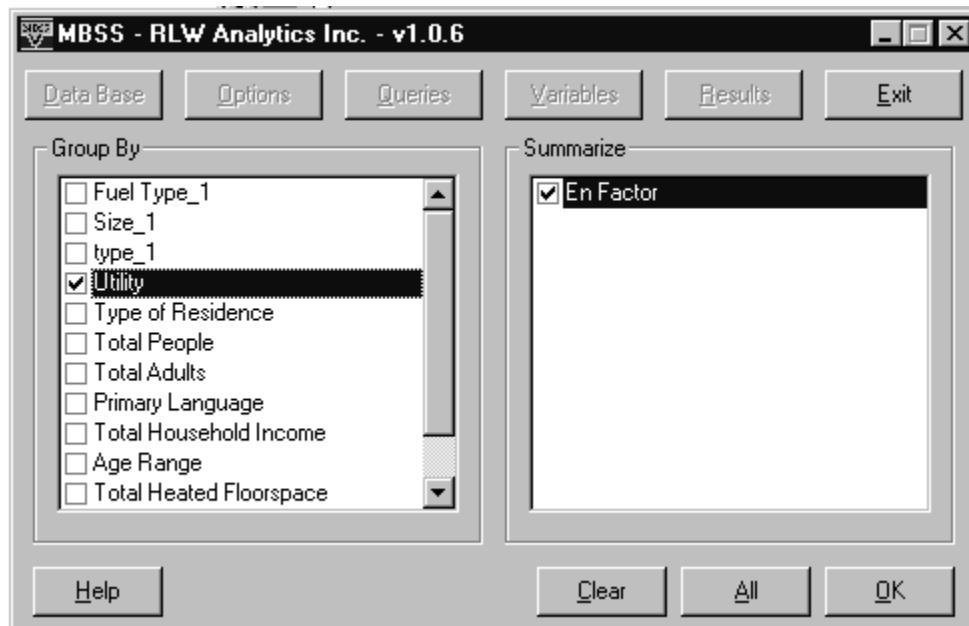 MBSS - RLW Analytics Inc. - v1.0.6
Data Base Options Queries Variables Results Exit
Group By
Fuel Type_1
Size_1
type_1
Utility
Type of Residence
Total People
Total Adults
Primary Language
Total Household Income
Age Range
Total Heated Floorspace
Summarize
En Factor
Help Clear All OK